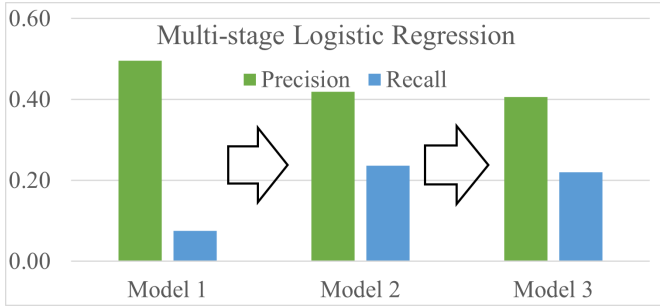 0.60
Multi-stage Logistic Regression
Precision Recall
0.40
0.20
0.00
Model 1 Model 2 Model 3